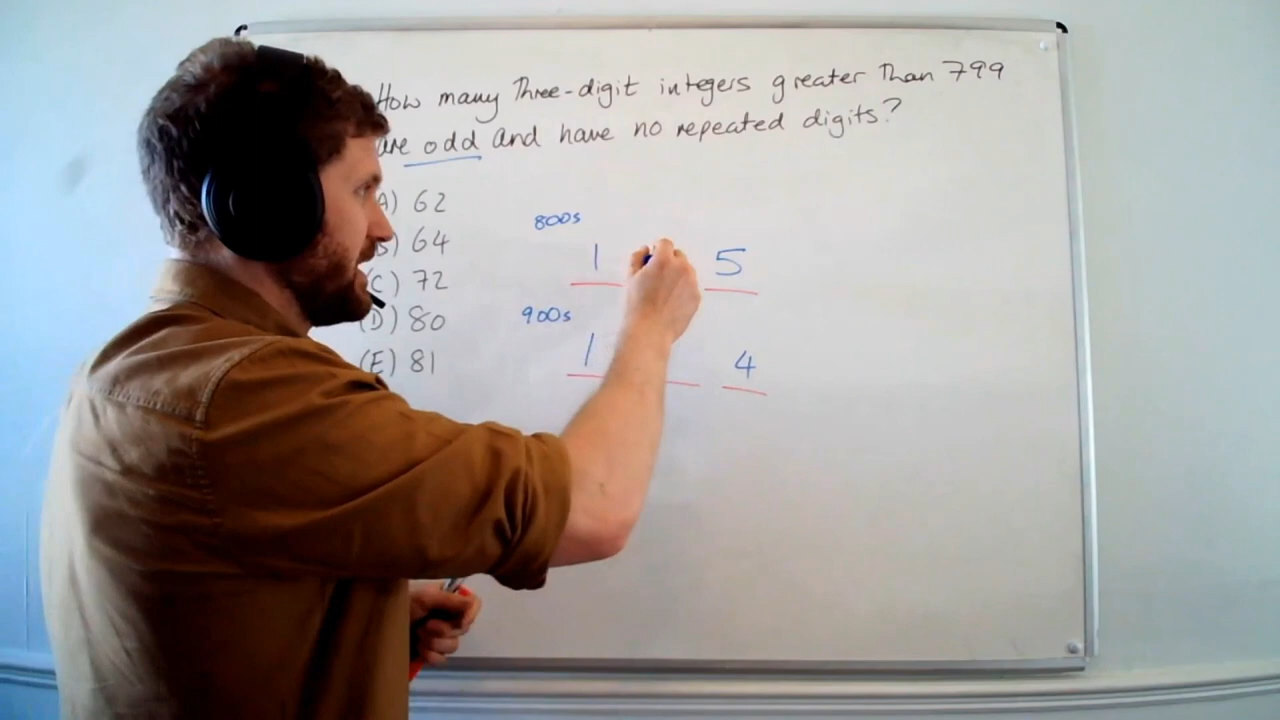 How many Three-digit integers greater Than 799
are odd and have no repeated digits?
A) 62
B) 64
(C) 72
(D) 80
(E) 81
800s
1 5
900s
1 4